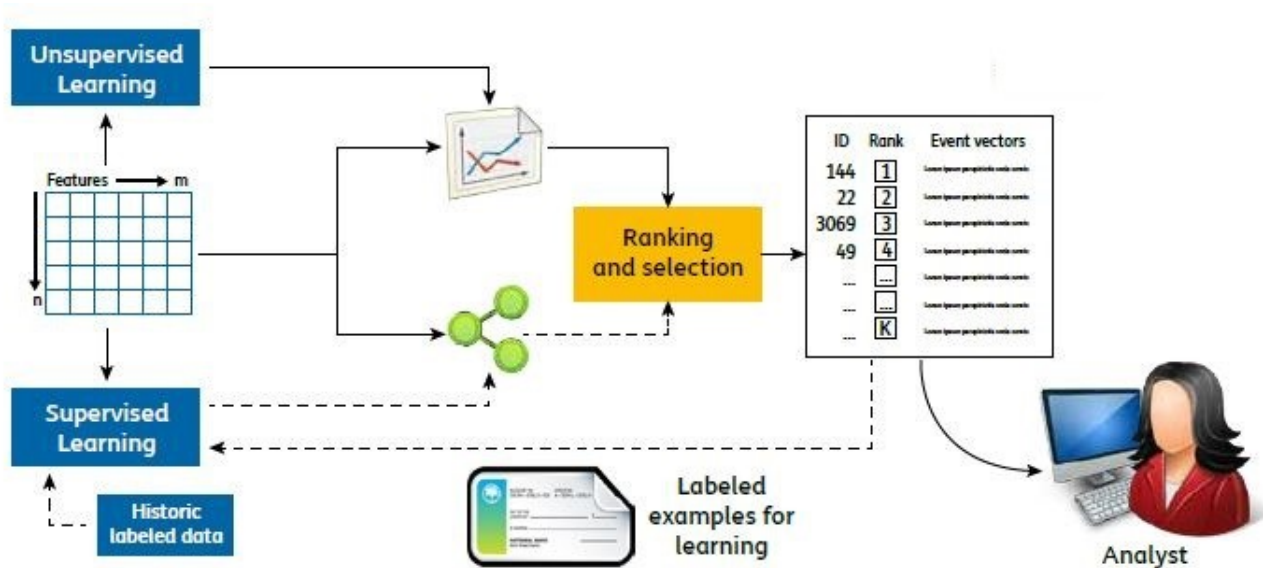 Unsupervised
Learning
Features
m
n
Supervised
Learning
Historic
labeled data
Ranking
and selection
ID Rank Event vectors
144 1
22 2
3069 3
49 4
... ...
... ...
... K
Labeled
examples for
learning
Analyst